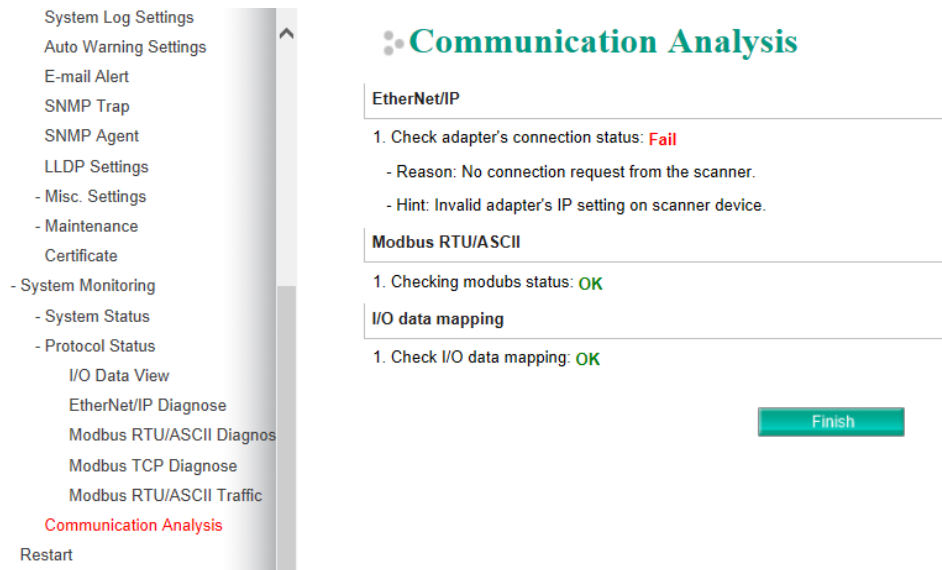 System Log Settings
Auto Warning Settings
E-mail Alert
SNMP Trap
SNMP Agent
LLDP Settings
- Misc. Settings
- Maintenance
Certificate
- System Monitoring
- System Status
- Protocol Status
I/O Data View
EtherNet/IP Diagnose
Modbus RTU/ASCII Diagnos
Modbus TCP Diagnose
Modbus RTU/ASCII Traffic
Communication Analysis
Restart
Communication Analysis
EtherNet/IP
1. Check adapter's connection status: Fail
- Reason: No connection request from the scanner.
- Hint: Invalid adapter's IP setting on scanner device.
Modbus RTU/ASCII
1. Checking modubs status: OK
I/O data mapping
1. Check I/O data mapping: OK
Finish